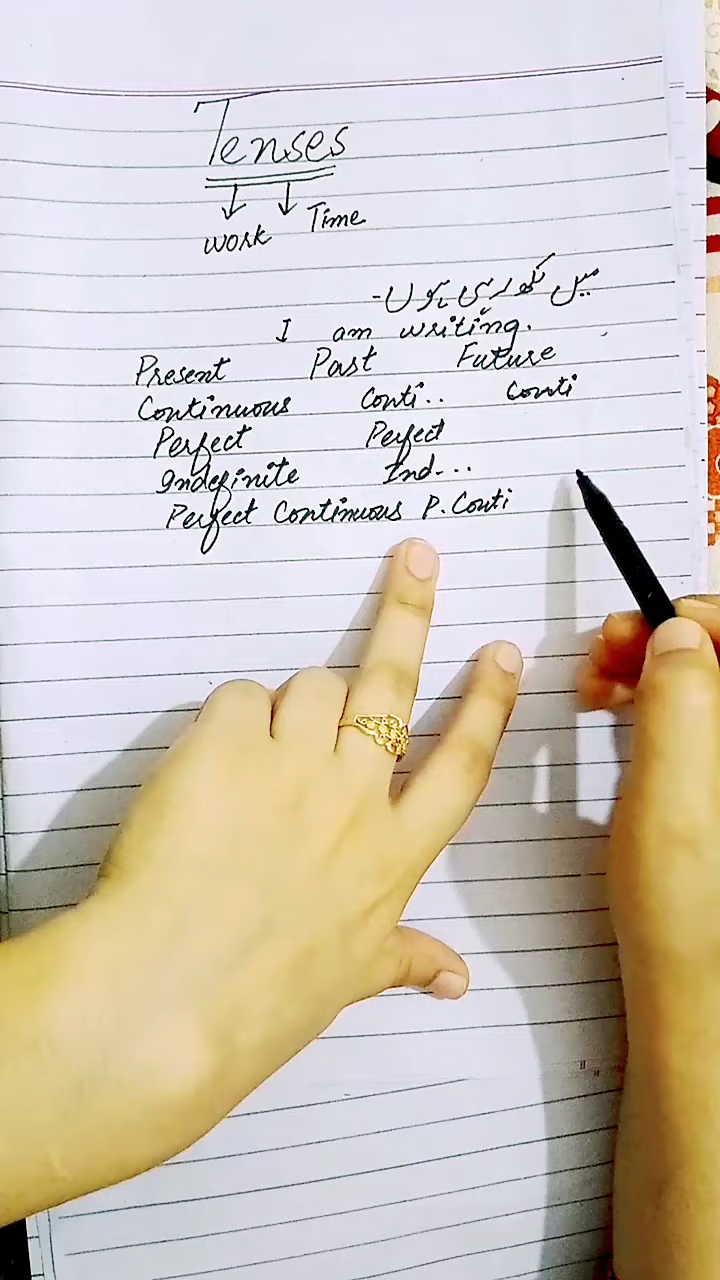 Tenses
work Time
میں لکھ رہی ہوں -
I am writing.
Present Past Future
Continuous Conti.. Conti
Perfect Perfect
Indefinite Ind...
Perfect Continuous P. Conti